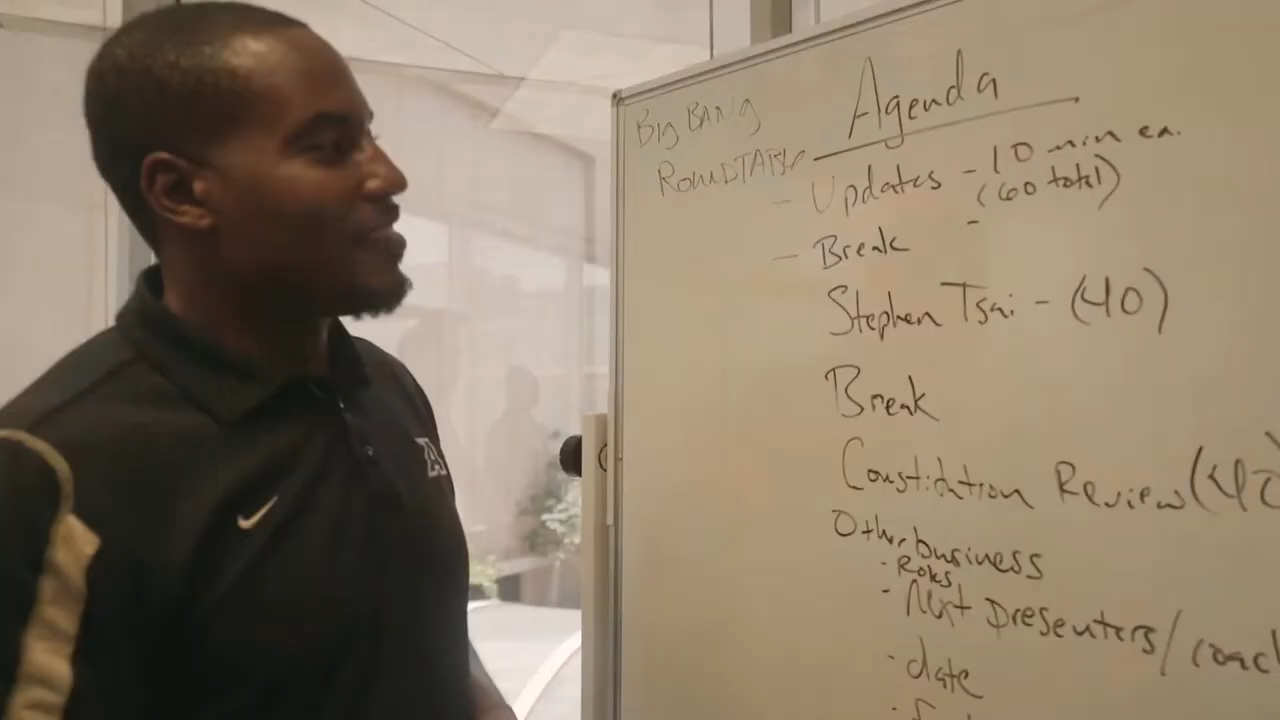 Big BANg
ROUNDTABle
Agenda
- Updates - 10 min ea.
(60 total)
-
- Break
Stephen Tsai - (40)
Break
Constitution Review (40
Other business
· Roles
· Next presenters/coach
· date
A